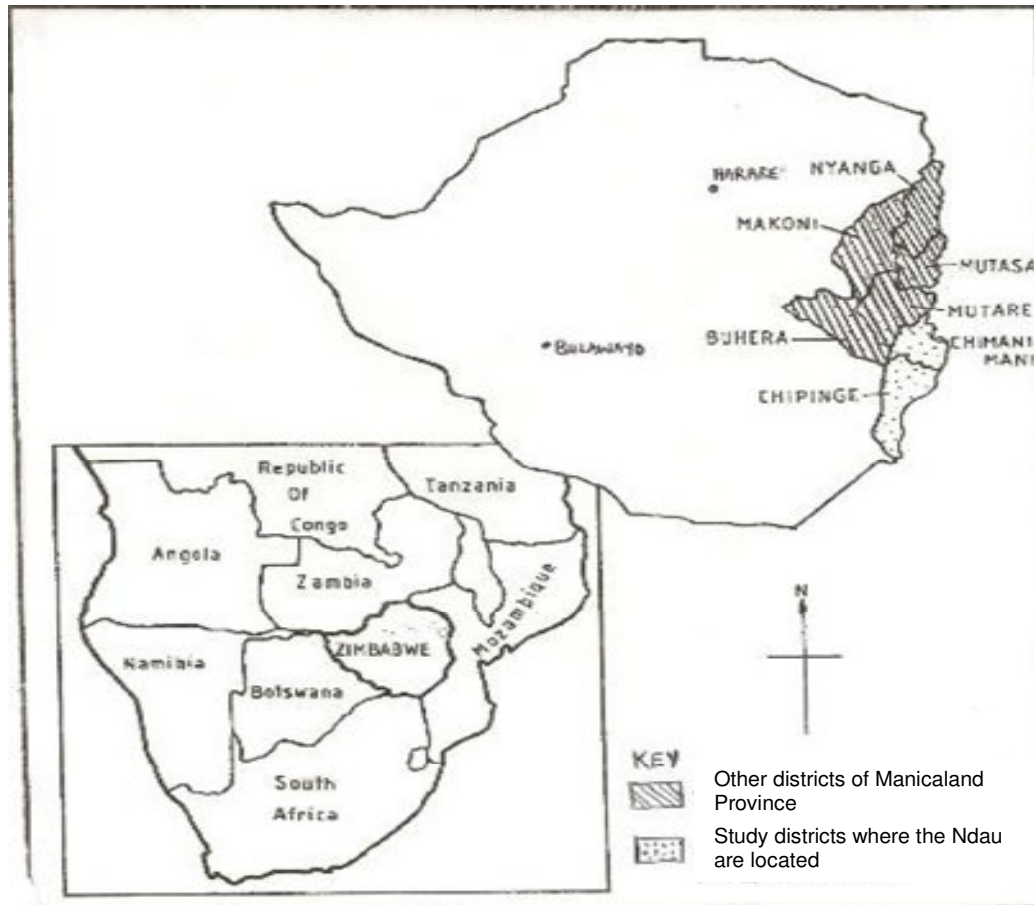 HARARE
NYANGA
MAKONI
MUTASA
MUTARE
BUHERA
CHIMANI
MANI
BULAWAYO
CHIPINGE
Republic
Of
Congo
Tanzania
Angola
Zambia
Mozambique
ZIMBABWE
Namibia
Botswana
South
Africa
N
KEY
Other districts of Manicaland
Province
Study districts where the Ndau
are located